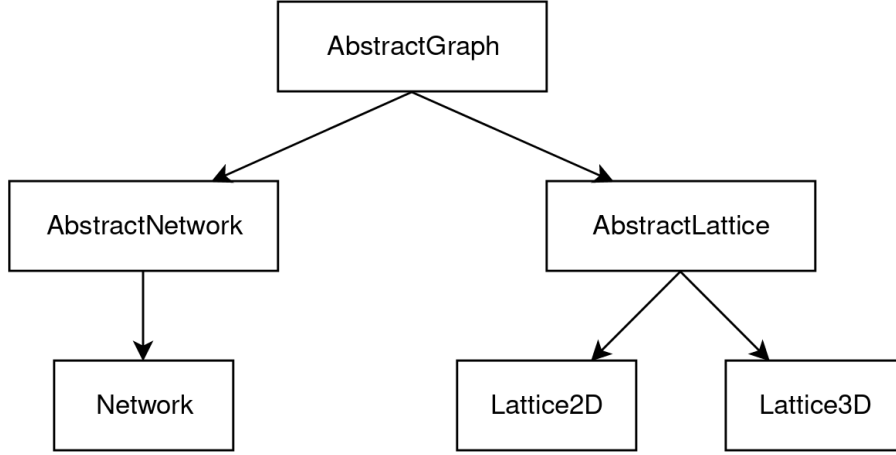 AbstractGraph
AbstractNetwork
AbstractLattice
Network
Lattice2D
Lattice3D